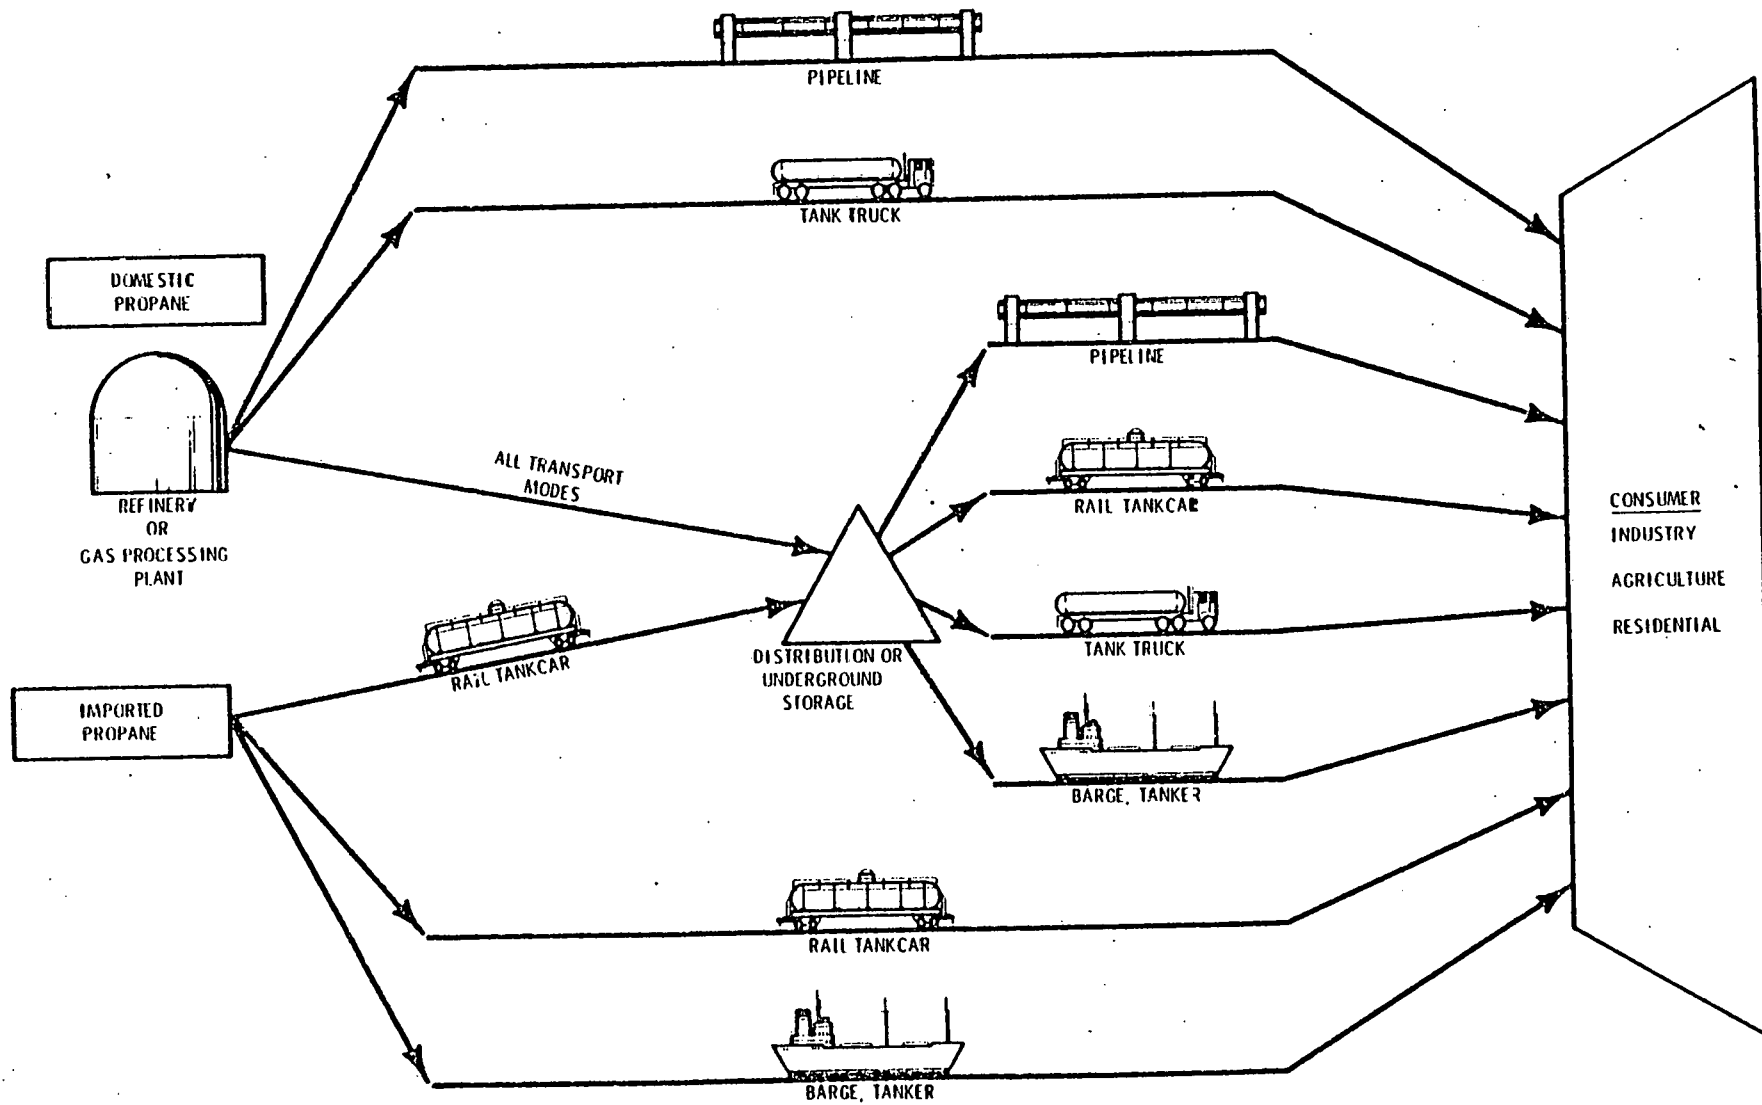 PIPELINE
TANK TRUCK
DOMESTIC
PROPANE
REFINERY
OR
GAS PROCESSING
PLANT
ALL TRANSPORT
MODES
PIPELINE
RAIL TANKCAR
TANK TRUCK
BARGE, TANKER
DISTRIBUTION OR
UNDERGROUND
STORAGE
RAIL TANKCAR
IMPORTED
PROPANE
RAIL TANKCAR
BARGE, TANKER
CONSUMER
INDUSTRY
AGRICULTURE
RESIDENTIAL